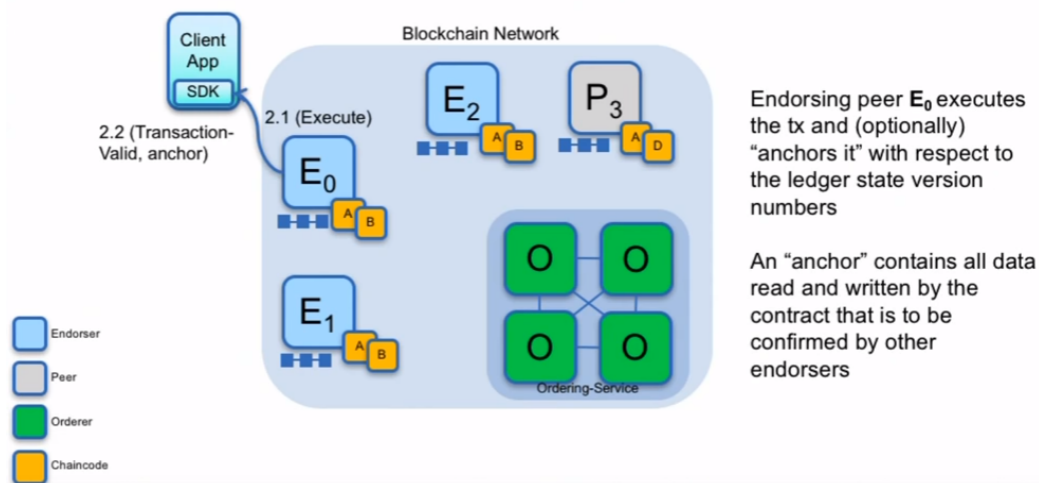 Blockchain Network
Client
App
SDK
2.1 (Execute)
2.2 (Transaction-
Valid, anchor)
E0
A
B
E2
A
B
P3
A
D
E1
A
B
O
O
O
O
Ordering-Service
Endorser
Peer
Orderer
Chaincode
Endorsing peer E0 executes
the tx and (optionally)
“anchors it” with respect to
the ledger state version
numbers
An “anchor” contains all data
read and written by the
contract that is to be
confirmed by other
endorsers